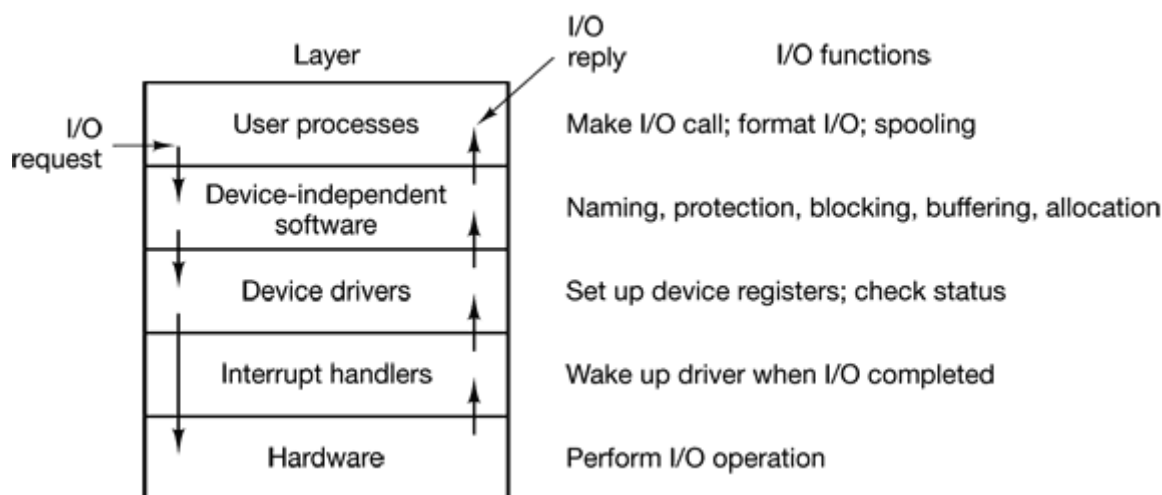 Layer
I/O
reply
I/O functions
I/O
request
User processes
Make I/O call; format I/O; spooling
Device-independent
software
Naming, protection, blocking, buffering, allocation
Device drivers
Set up device registers; check status
Interrupt handlers
Wake up driver when I/O completed
Hardware
Perform I/O operation